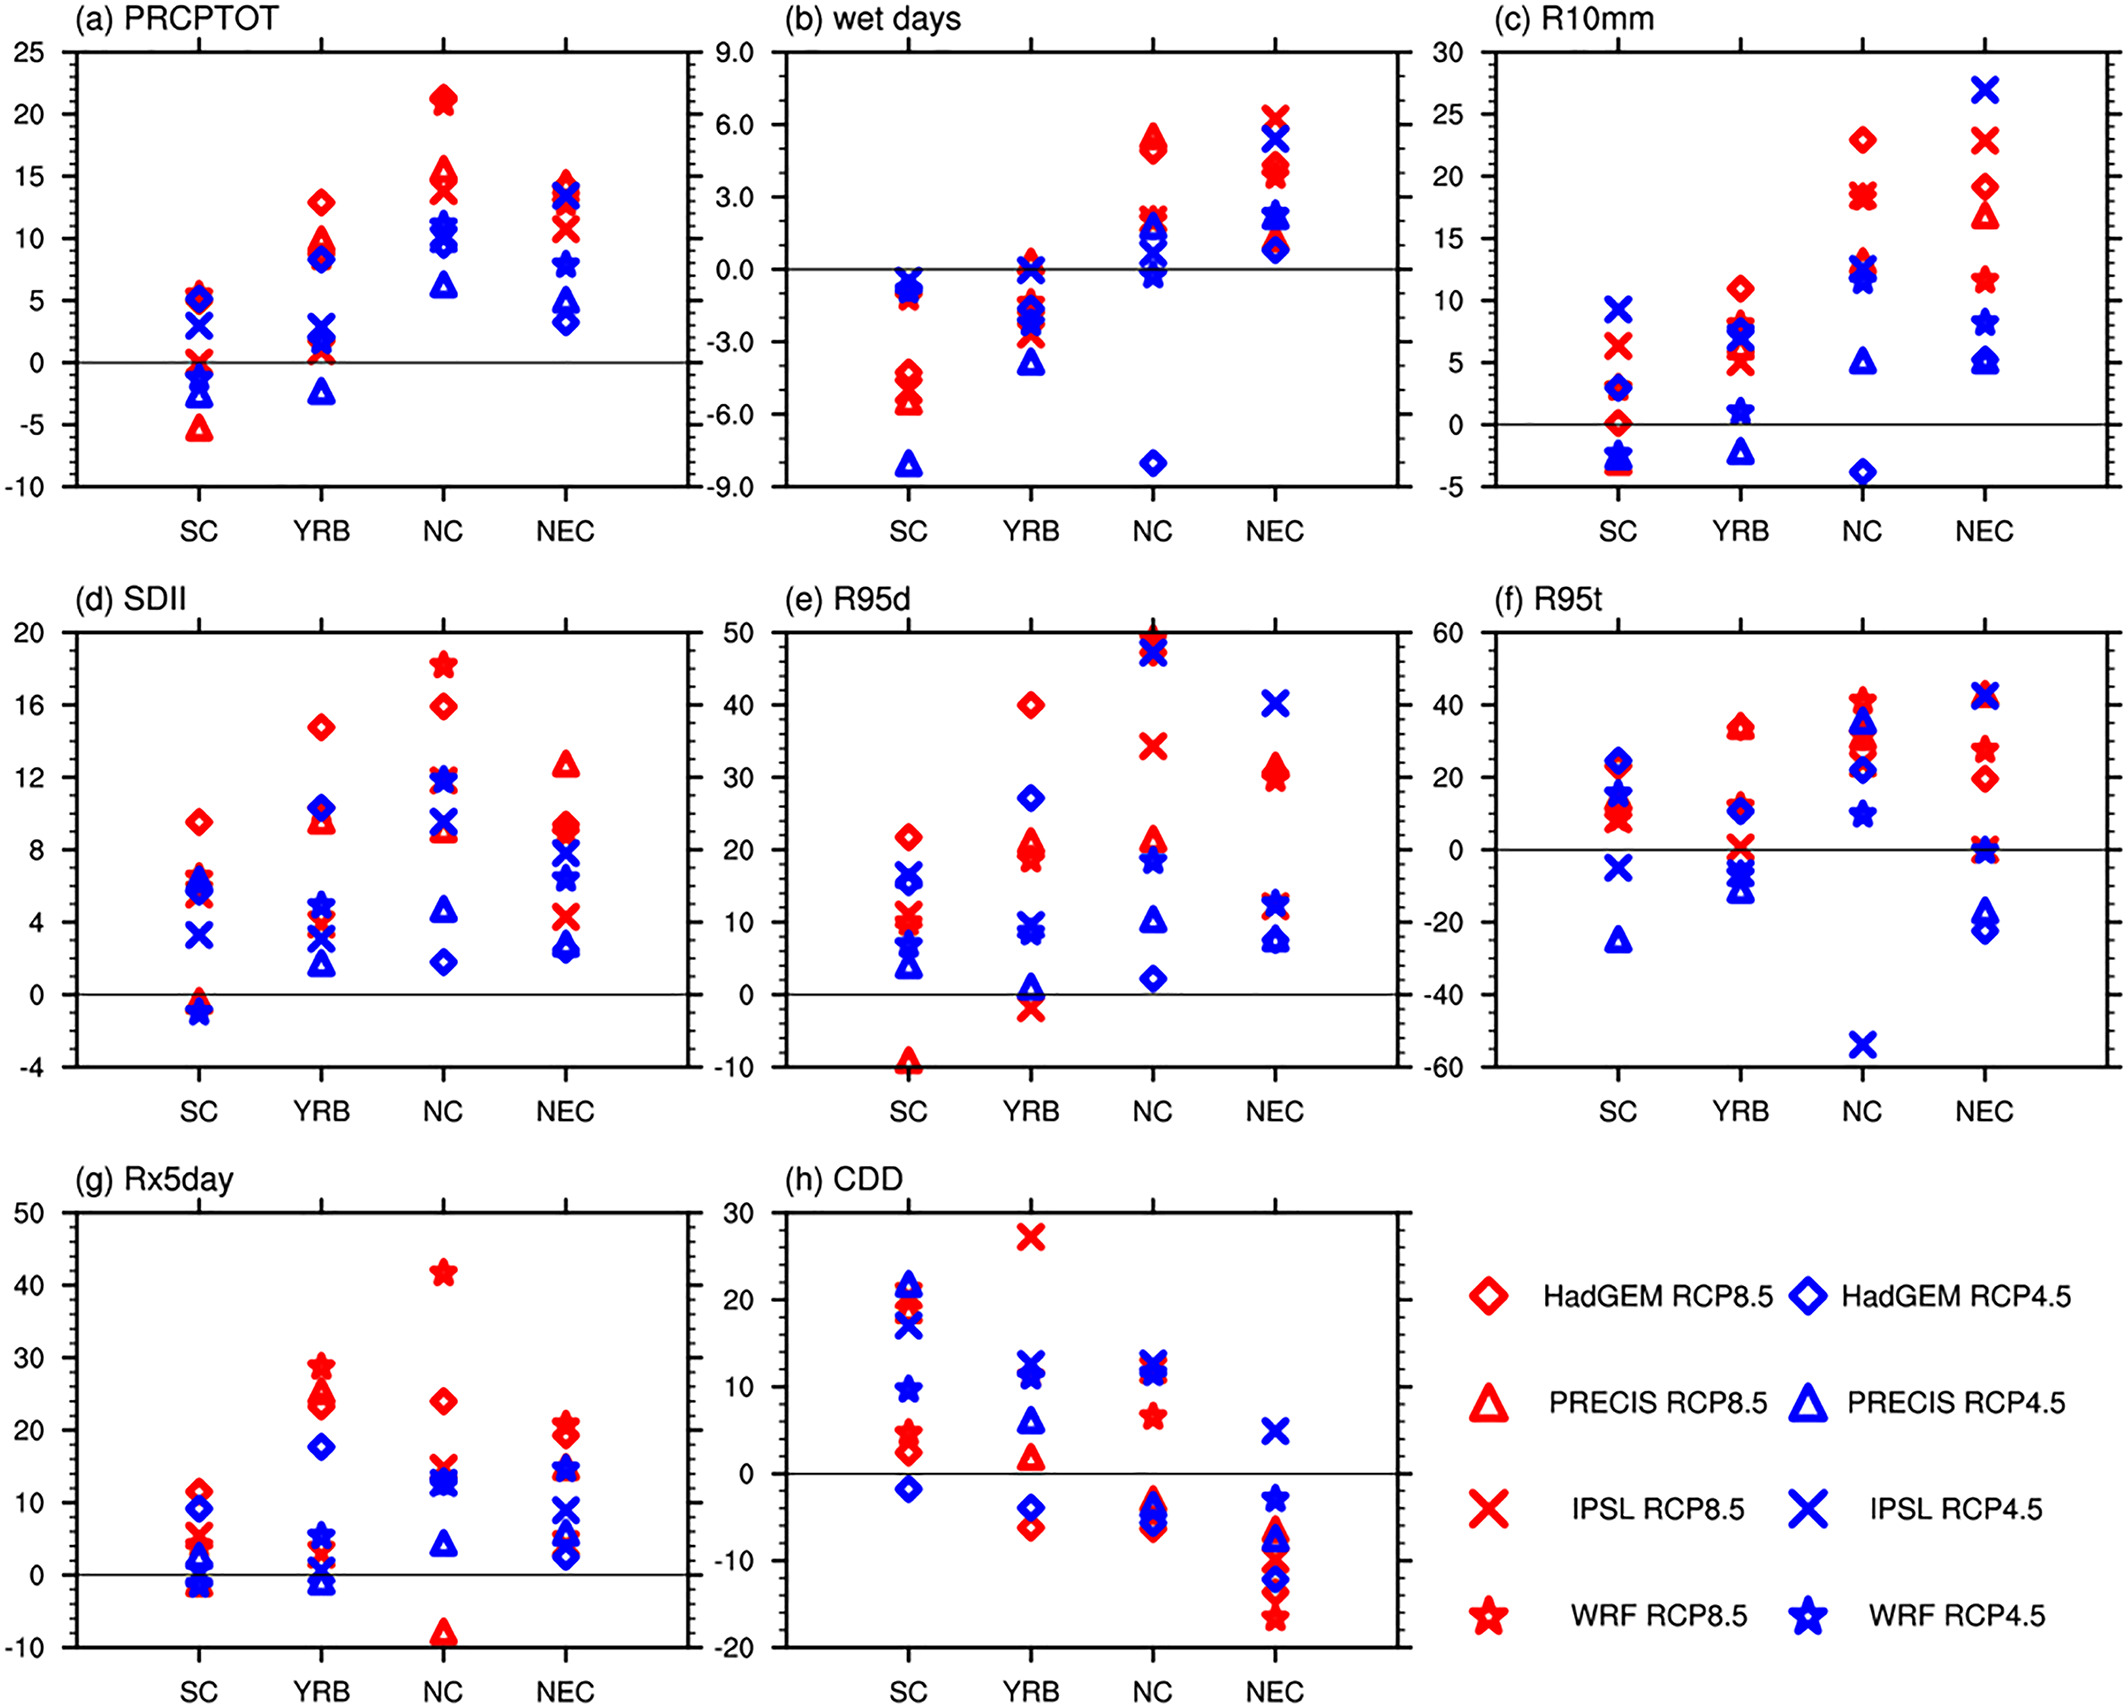 (a) PRCPTOT
25
20
15
10
5
0
-5
-10
SC YRB NC NEC
(b) wet days
9.0
6.0
3.0
0.0
-3.0
-6.0
-9.0
SC YRB NC NEC
(c) R10mm
30
25
20
15
10
5
0
-5
SC YRB NC NEC
(d) SDII
20
16
12
8
4
0
-4
SC YRB NC NEC
(e) R95d
50
40
30
20
10
0
-10
SC YRB NC NEC
(f) R95t
60
40
20
0
-20
-40
-60
SC YRB NC NEC
(g) Rx5day
50
40
30
20
10
0
-10
SC YRB NC NEC
(h) CDD
30
20
10
0
-10
-20
SC YRB NC NEC
HadGEM RCP8.5 HadGEM RCP4.5
PRECIS RCP8.5 PRECIS RCP4.5
IPSL RCP8.5 IPSL RCP4.5
WRF RCP8.5 WRF RCP4.5